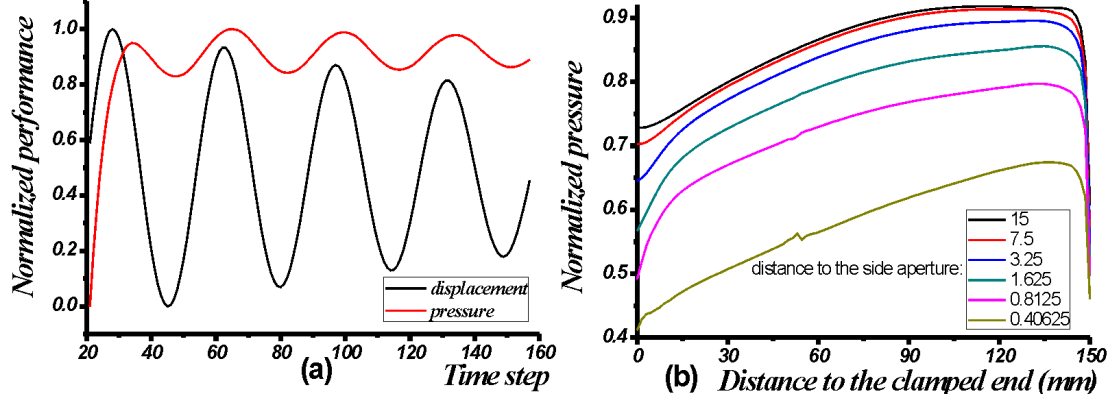 Normalized performance
1.0
0.8
0.6
0.4
0.2
0.0
displacement
pressure
20 40 60 80 100 120 140 160
(a) Time step
Normalized pressure
0.9
0.8
0.7
0.6
0.5
0.4
distance to the side aperture:
15
7.5
3.25
1.625
0.8125
0.40625
0 30 60 90 120 150
(b) Distance to the clamped end (mm)